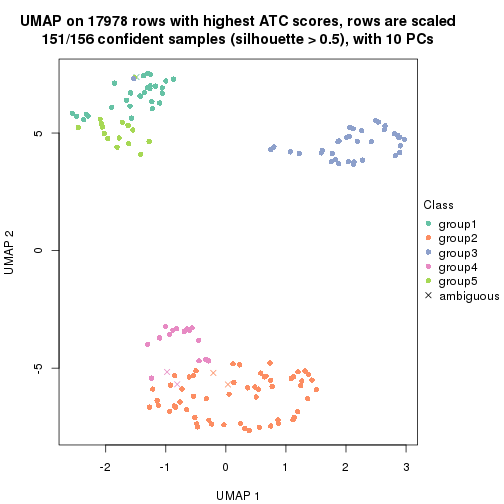 UMAP on 17978 rows with highest ATC scores, rows are scaled
151/156 confident samples (silhouette > 0.5), with 10 PCs
5
0
-5
UMAP 2
-2
-1
0
1
2
3
UMAP 1
Class
group1
group2
group3
group4
group5
ambiguous